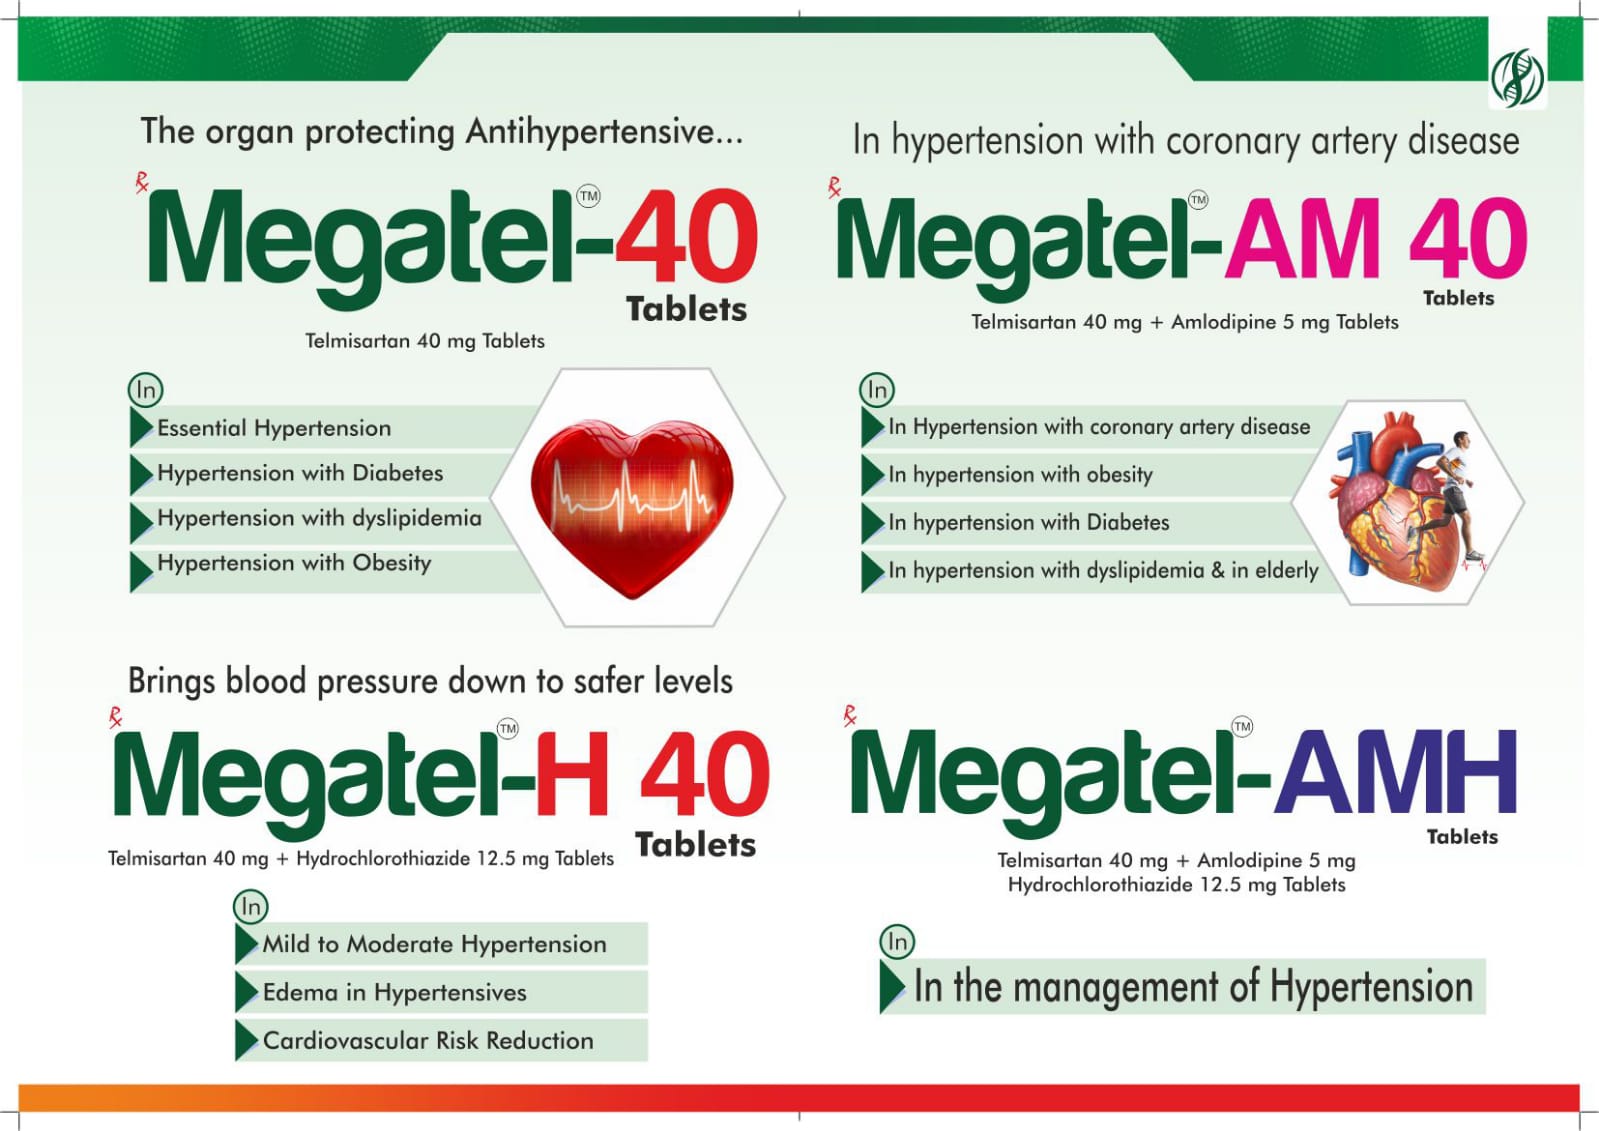 The organ protecting Antihypertensive...
Rx
Megatel™-40
Tablets
Telmisartan 40 mg Tablets
In
Essential Hypertension
Hypertension with Diabetes
Hypertension with dyslipidemia
Hypertension with Obesity
In hypertension with coronary artery disease
Rx
Megatel™-AM 40
Tablets
Telmisartan 40 mg + Amlodipine 5 mg Tablets
In
In Hypertension with coronary artery disease
In hypertension with obesity
In hypertension with Diabetes
In hypertension with dyslipidemia & in elderly
Brings blood pressure down to safer levels
Rx
Megatel™-H 40
Tablets
Telmisartan 40 mg + Hydrochlorothiazide 12.5 mg Tablets
In
Mild to Moderate Hypertension
Edema in Hypertensives
Cardiovascular Risk Reduction
Rx
Megatel™-AMH
Tablets
Telmisartan 40 mg + Amlodipine 5 mg
Hydrochlorothiazide 12.5 mg Tablets
In
In the management of Hypertension